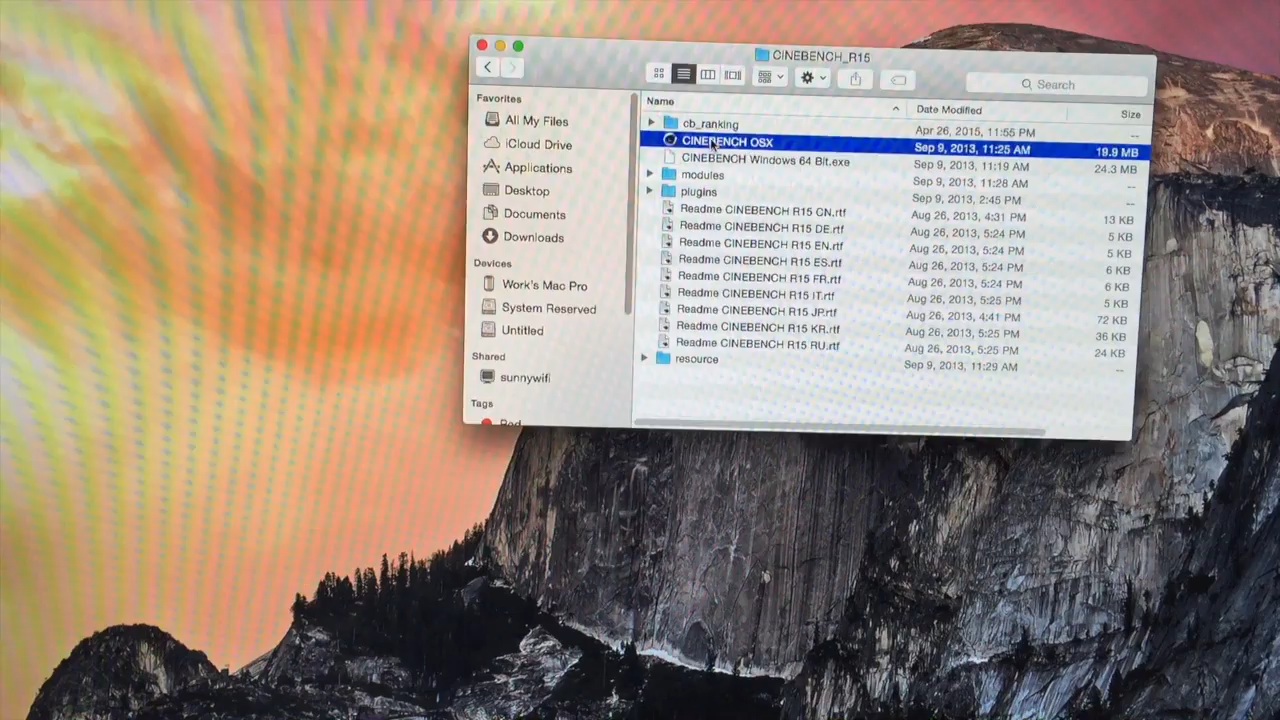 CINEBENCH_R15
Search
Favorites
All My Files
iCloud Drive
Applications
Desktop
Documents
Downloads
Devices
Work's Mac Pro
System Reserved
Untitled
Shared
sunnywifi
Tags
Red
Name Date Modified Size
cb_ranking Apr 26, 2015, 11:55 PM --
CINEBENCH OSX Sep 9, 2013, 11:25 AM 19.9 MB
CINEBENCH Windows 64 Bit.exe Sep 9, 2013, 11:19 AM 24.3 MB
modules Sep 9, 2013, 11:28 AM --
plugins Sep 9, 2013, 2:45 PM --
Readme CINEBENCH R15 CN.rtf Aug 26, 2013, 4:31 PM 13 KB
Readme CINEBENCH R15 DE.rtf Aug 26, 2013, 5:24 PM 5 KB
Readme CINEBENCH R15 EN.rtf Aug 26, 2013, 5:24 PM 5 KB
Readme CINEBENCH R15 ES.rtf Aug 26, 2013, 5:24 PM 6 KB
Readme CINEBENCH R15 FR.rtf Aug 26, 2013, 5:24 PM 6 KB
Readme CINEBENCH R15 IT.rtf Aug 26, 2013, 5:25 PM 5 KB
Readme CINEBENCH R15 JP.rtf Aug 26, 2013, 4:41 PM 72 KB
Readme CINEBENCH R15 KR.rtf Aug 26, 2013, 5:25 PM 36 KB
Readme CINEBENCH R15 RU.rtf Aug 26, 2013, 5:25 PM 24 KB
resource Sep 9, 2013, 11:29 AM --